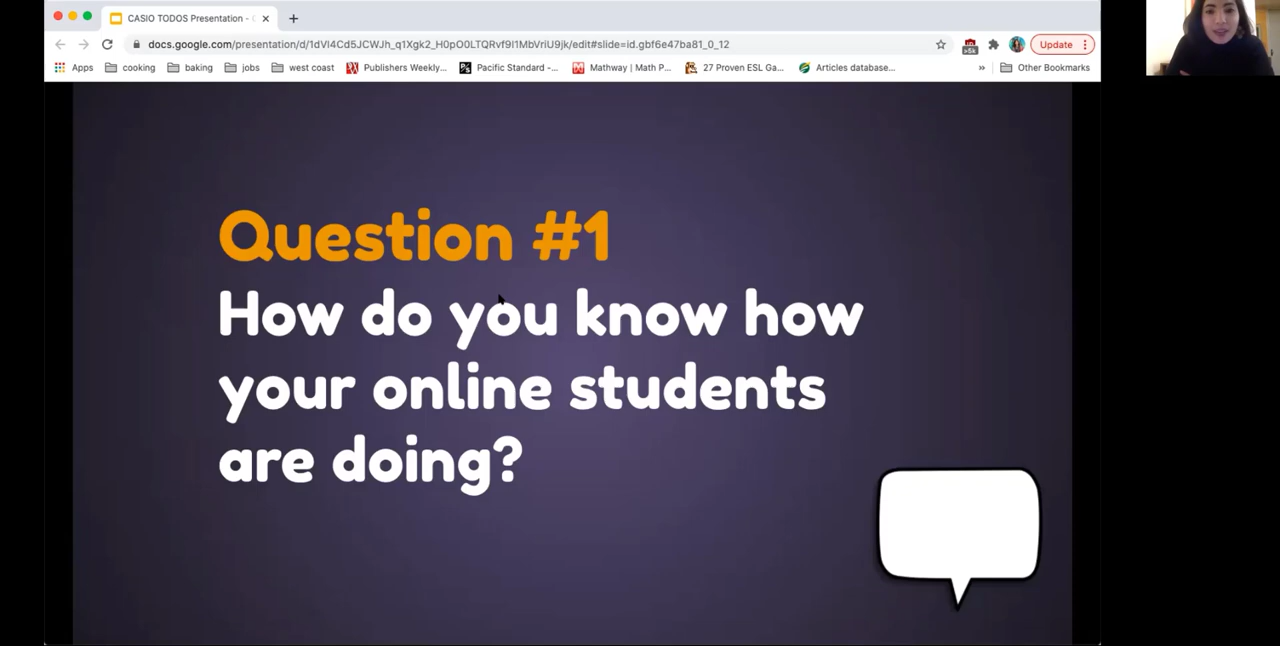 CASIO TODOS Presentation -
docs.google.com/presentation/d/1dVl4Cd5JCWJh_q1Xgk2_H0pO0LTQRvf9I1MbVriU9jk/edit#slide=id.gbf6e47ba81_0_12
Update
Apps cooking baking jobs west coast Publishers Weekly... Pacific Standard -... Mathway | Math P... 27 Proven ESL Ga... Articles database... » Other Bookmarks
Question #1
How do you know how
your online students
are doing?